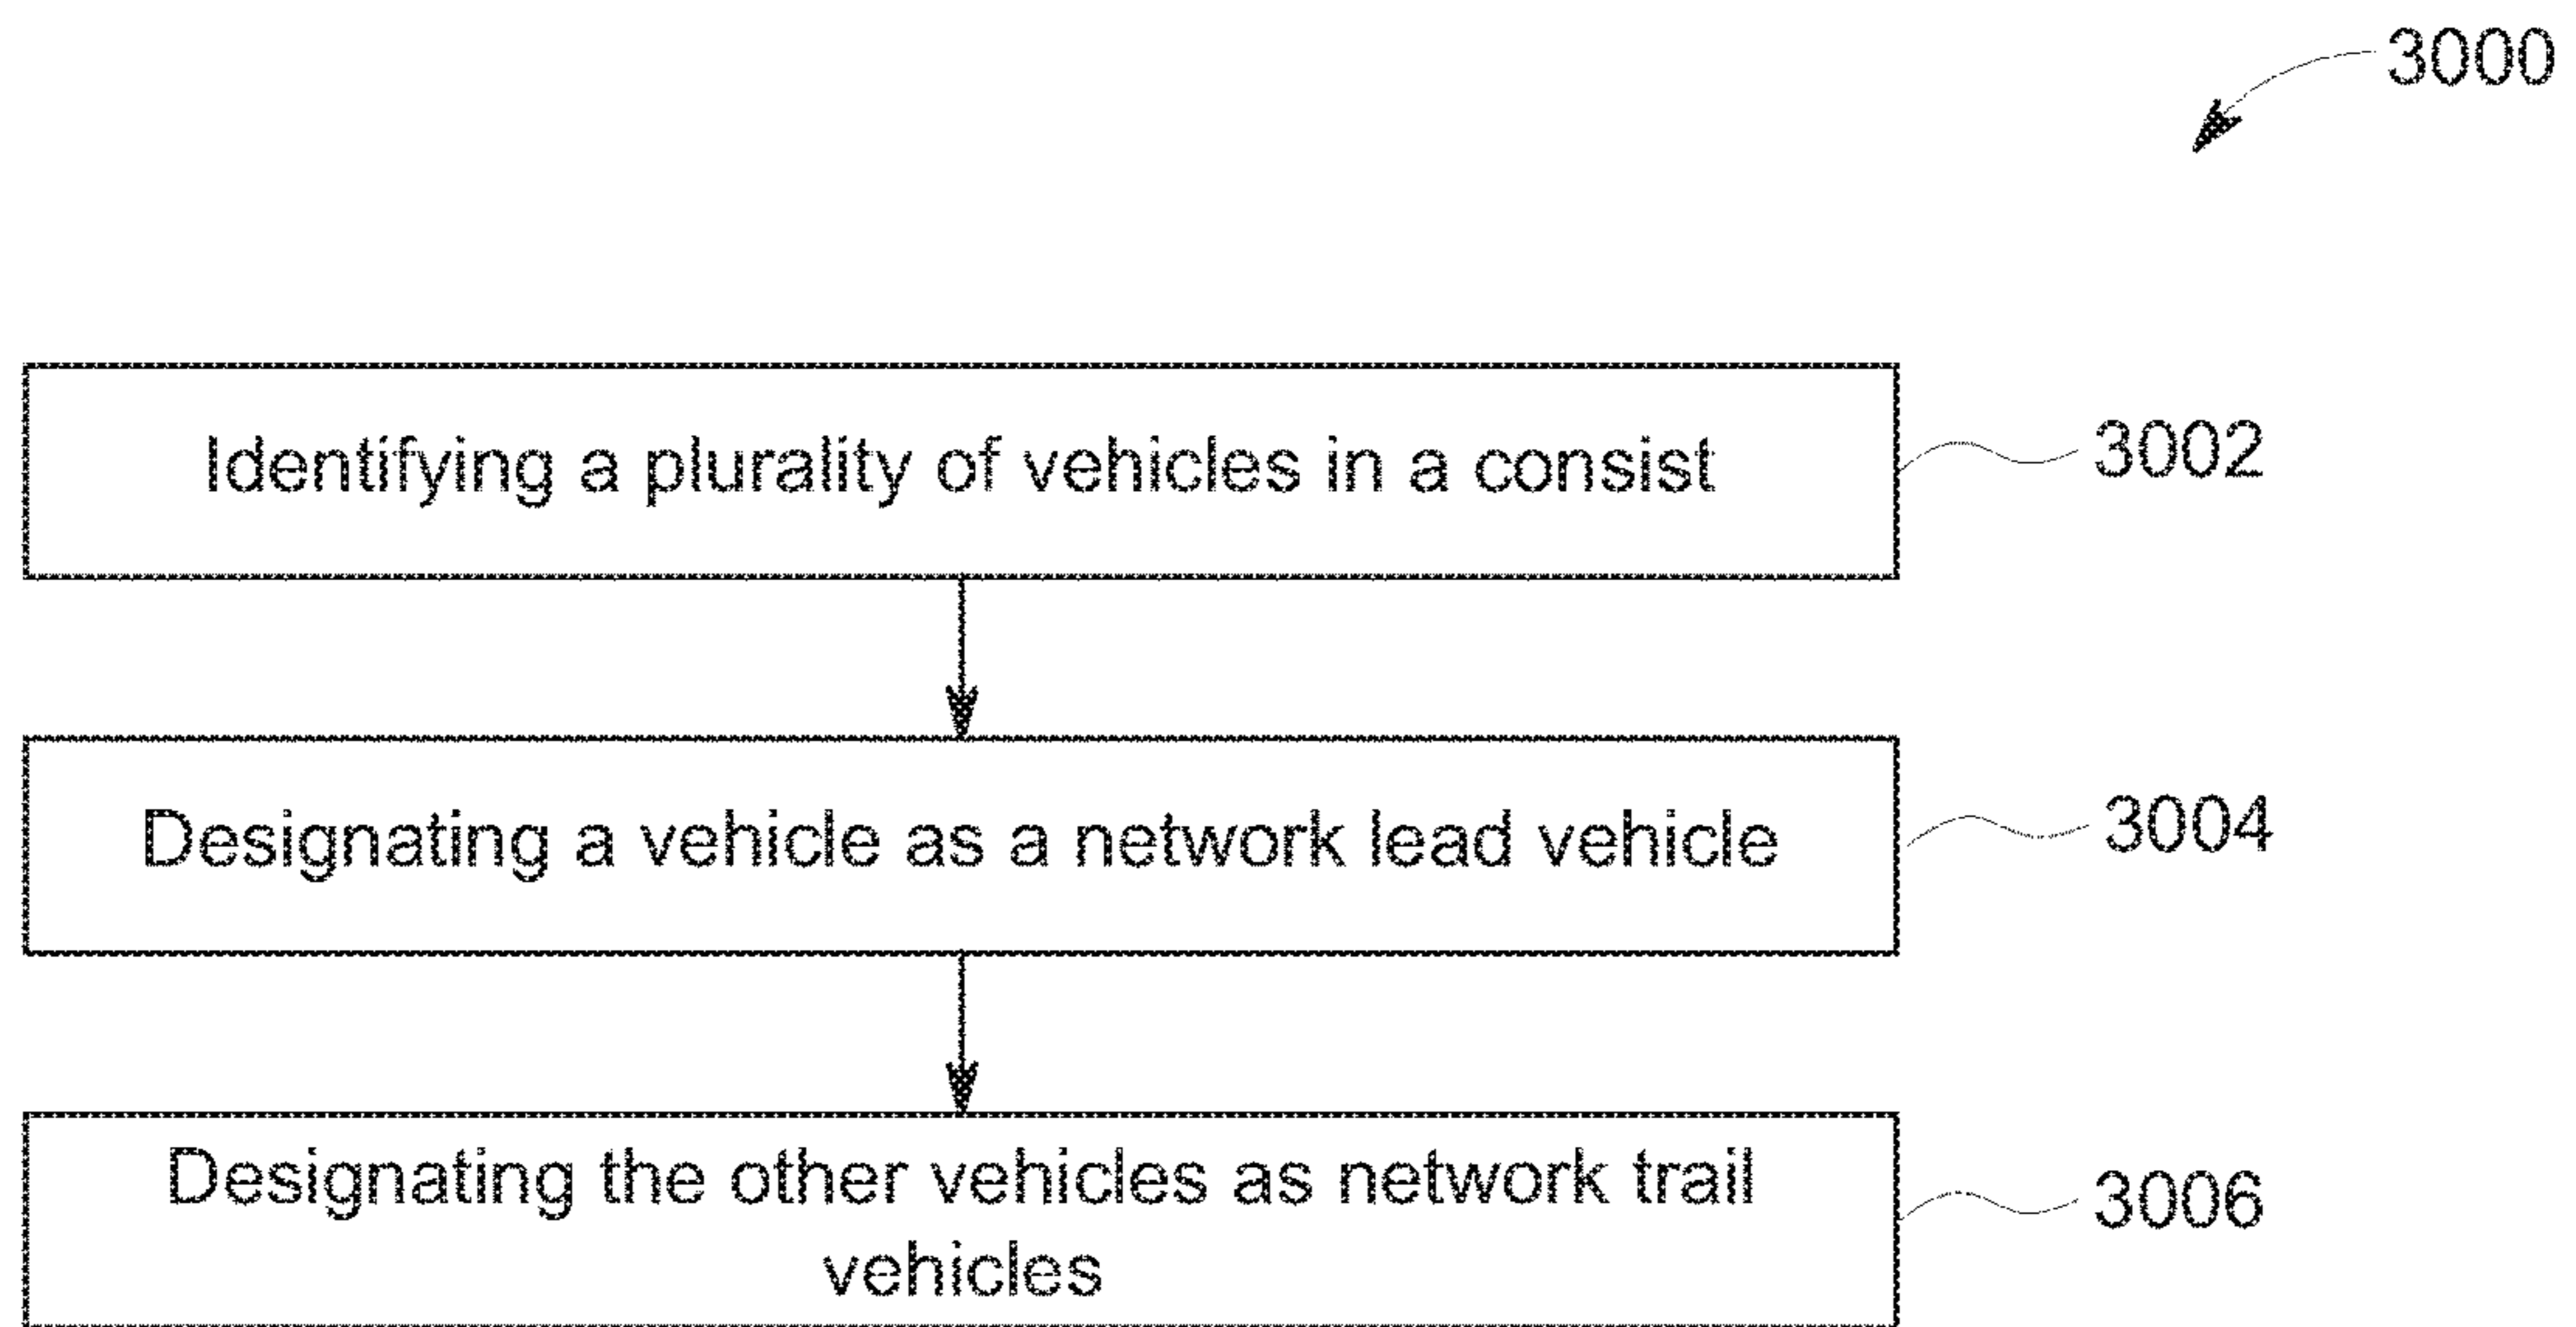 3000
Identifying a plurality of vehicles in a consist
3002
Designating a vehicle as a network lead vehicle
3004
Designating the other vehicles as network trail
vehicles
3006